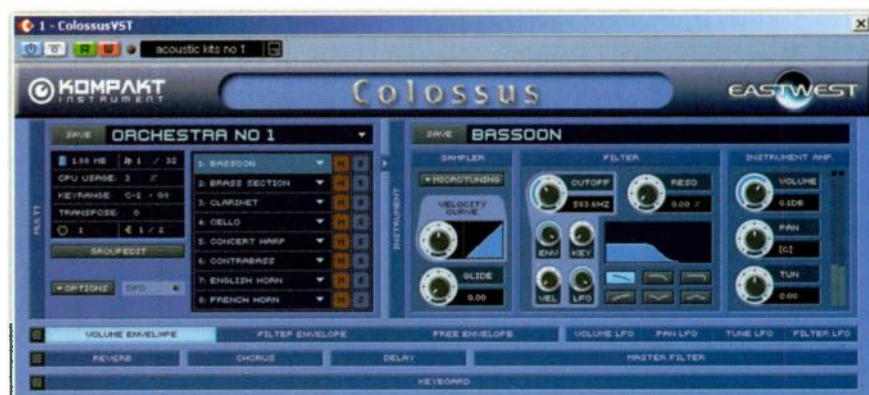 1 - ColossusVST
R W acoustic kits no 1
KOMPAKT INSTRUMENT
Colossus
EASTWEST
SAVE ORCHESTRA NO 1
MULTI
1.00 MB 1 / 32
CPU USAGE: 3 %
KEYRANGE C-2 - G8
TRANSPOSE: 0
1 1 / 2
GROUPEDIT
OPTIONS DFD
1: BASSOON M S
2: BRASS SECTION M S
3: CLARINET M S
4: CELLO M S
5: CONCERT HARP M S
6: CONTRABASS M S
7: ENGLISH HORN M S
8: FRENCH HORN M S
SAVE BASSOON
INSTRUMENT
SAMPLER
MICROTUNING
VELOCITY CURVE
GLIDE
0.00
FILTER
CUTOFF
RESO
0.00 %
ENV KEY
VEL LFO
INSTRUMENT AMP.
VOLUME
0.1DB
PAN
[C]
TUN
0.00
VOLUME ENVELOPE FILTER ENVELOPE FREE ENVELOPE VOLUME LFO PAN LFO TUNE LFO FILTER LFO
REVERB CHORUS DELAY MASTER FILTER
KEYBOARD